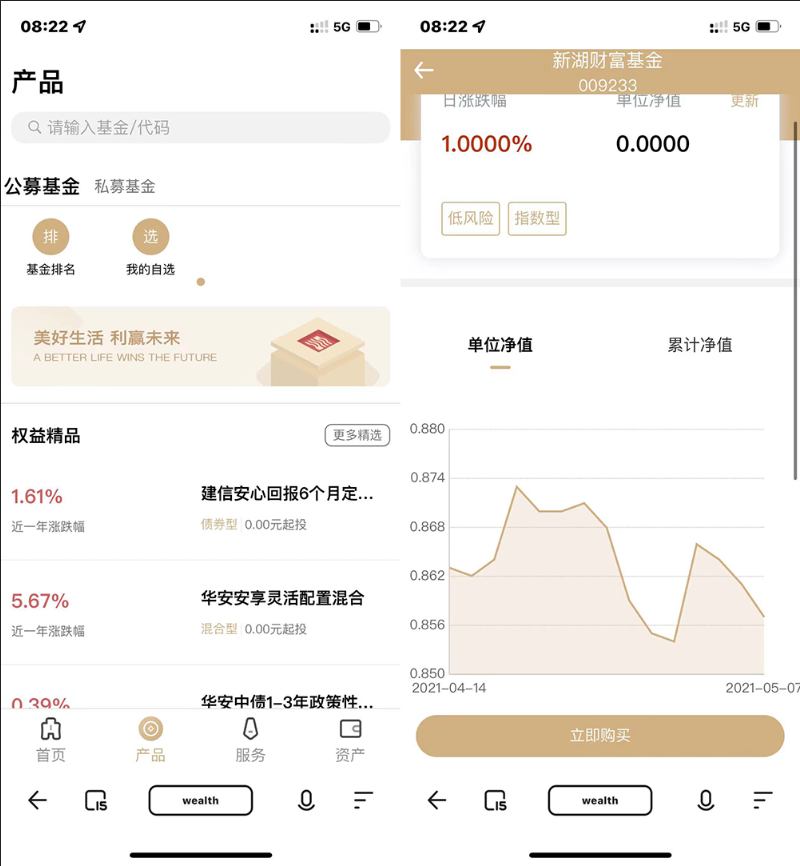 08:22
5G
产品
请输入基金/代码
公募基金 私募基金
排 选
基金排名 我的自选
美好生活 利赢未来
A BETTER LIFE WINS THE FUTURE
权益精品 更多精选
1.61% 建信安心回报6个月定...
近一年涨跌幅 债券型 0.00元起投
5.67% 华安安享灵活配置混合
近一年涨跌幅 混合型 0.00元起投
0.39% 华安中债1-3年政策性...
首页 产品 服务 资产
15 wealth
08:22
5G
新湖财富基金
009233
日涨跌幅 单位净值 更新
1.0000% 0.0000
低风险 指数型
单位净值 累计净值
0.880
0.874
0.868
0.862
0.856
0.850
2021-04-14 2021-05-07
立即购买
15 wealth